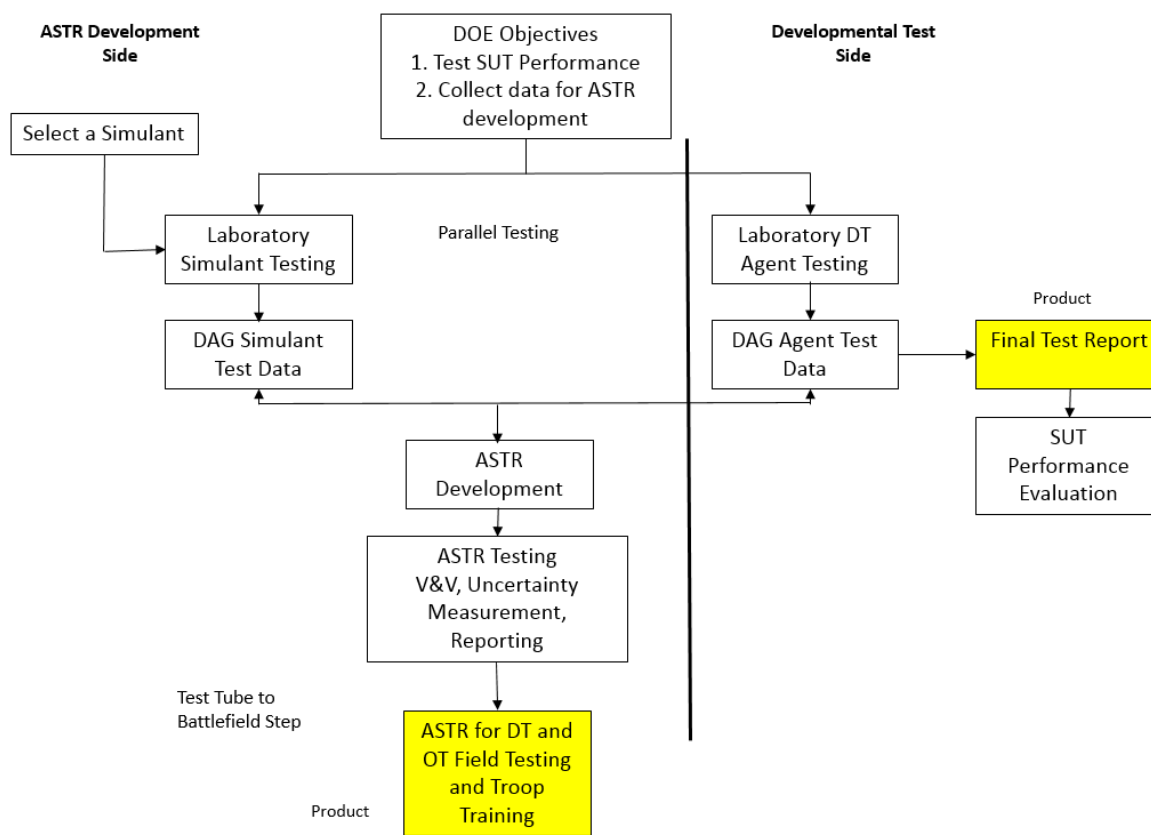 ASTR Development
Side
DOE Objectives
1. Test SUT Performance
2. Collect data for ASTR
development
Developmental Test
Side
Select a Simulant
Laboratory
Simulant Testing
Parallel Testing
Laboratory DT
Agent Testing
DAG Simulant
Test Data
DAG Agent Test
Data
Product
Final Test Report
SUT
Performance
Evaluation
ASTR
Development
ASTR Testing
V&V, Uncertainty
Measurement,
Reporting
Test Tube to
Battlefield Step
ASTR for DT and
OT Field Testing
and Troop
Training
Product